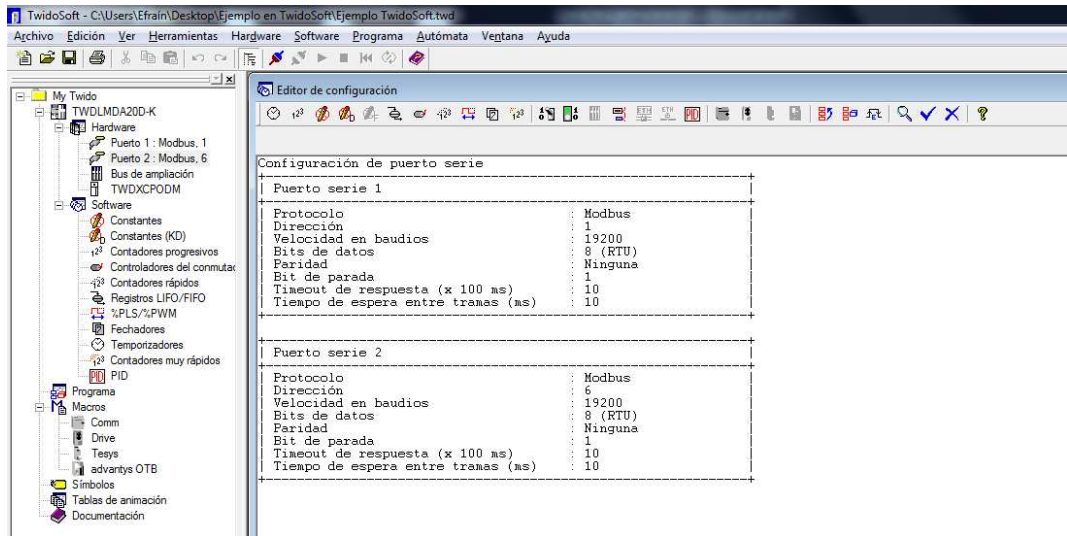 TwidoSoft - C:\Users\Efrain\Desktop\Ejemplo en TwidoSoft\Ejemplo TwidoSoft.twd
Archivo Edición Ver Herramientas Hardware Software Programa Autómata Ventana Ayuda
My Twido
TWDLMDA20D-K
Hardware
Puerto 1 : Modbus, 1
Puerto 2 : Modbus, 6
Bus de ampliación
TWDXCPODM
Software
Constantes
Constantes (KD)
Contadores progresivos
Controladores del conmutad
Contadores rápidos
Registros LIFO/FIFO
%PLS/%PWM
Fechadores
Temporizadores
Contadores muy rápidos
PID PID
Programa
Macros
Comm
Drive
Tesys
advantys OTB
Símbolos
Tablas de animación
Documentación
Editor de configuración
Configuración de puerto serie
Puerto serie 1
Protocolo : Modbus
Dirección : 1
Velocidad en baudios : 19200
Bits de datos : 8 (RTU)
Paridad : Ninguna
Bit de parada : 1
Timeout de respuesta (x 100 ms) : 10
Tiempo de espera entre tramas (ms) : 10
Puerto serie 2
Protocolo : Modbus
Dirección : 6
Velocidad en baudios : 19200
Bits de datos : 8 (RTU)
Paridad : Ninguna
Bit de parada : 1
Timeout de respuesta (x 100 ms) : 10
Tiempo de espera entre tramas (ms) : 10